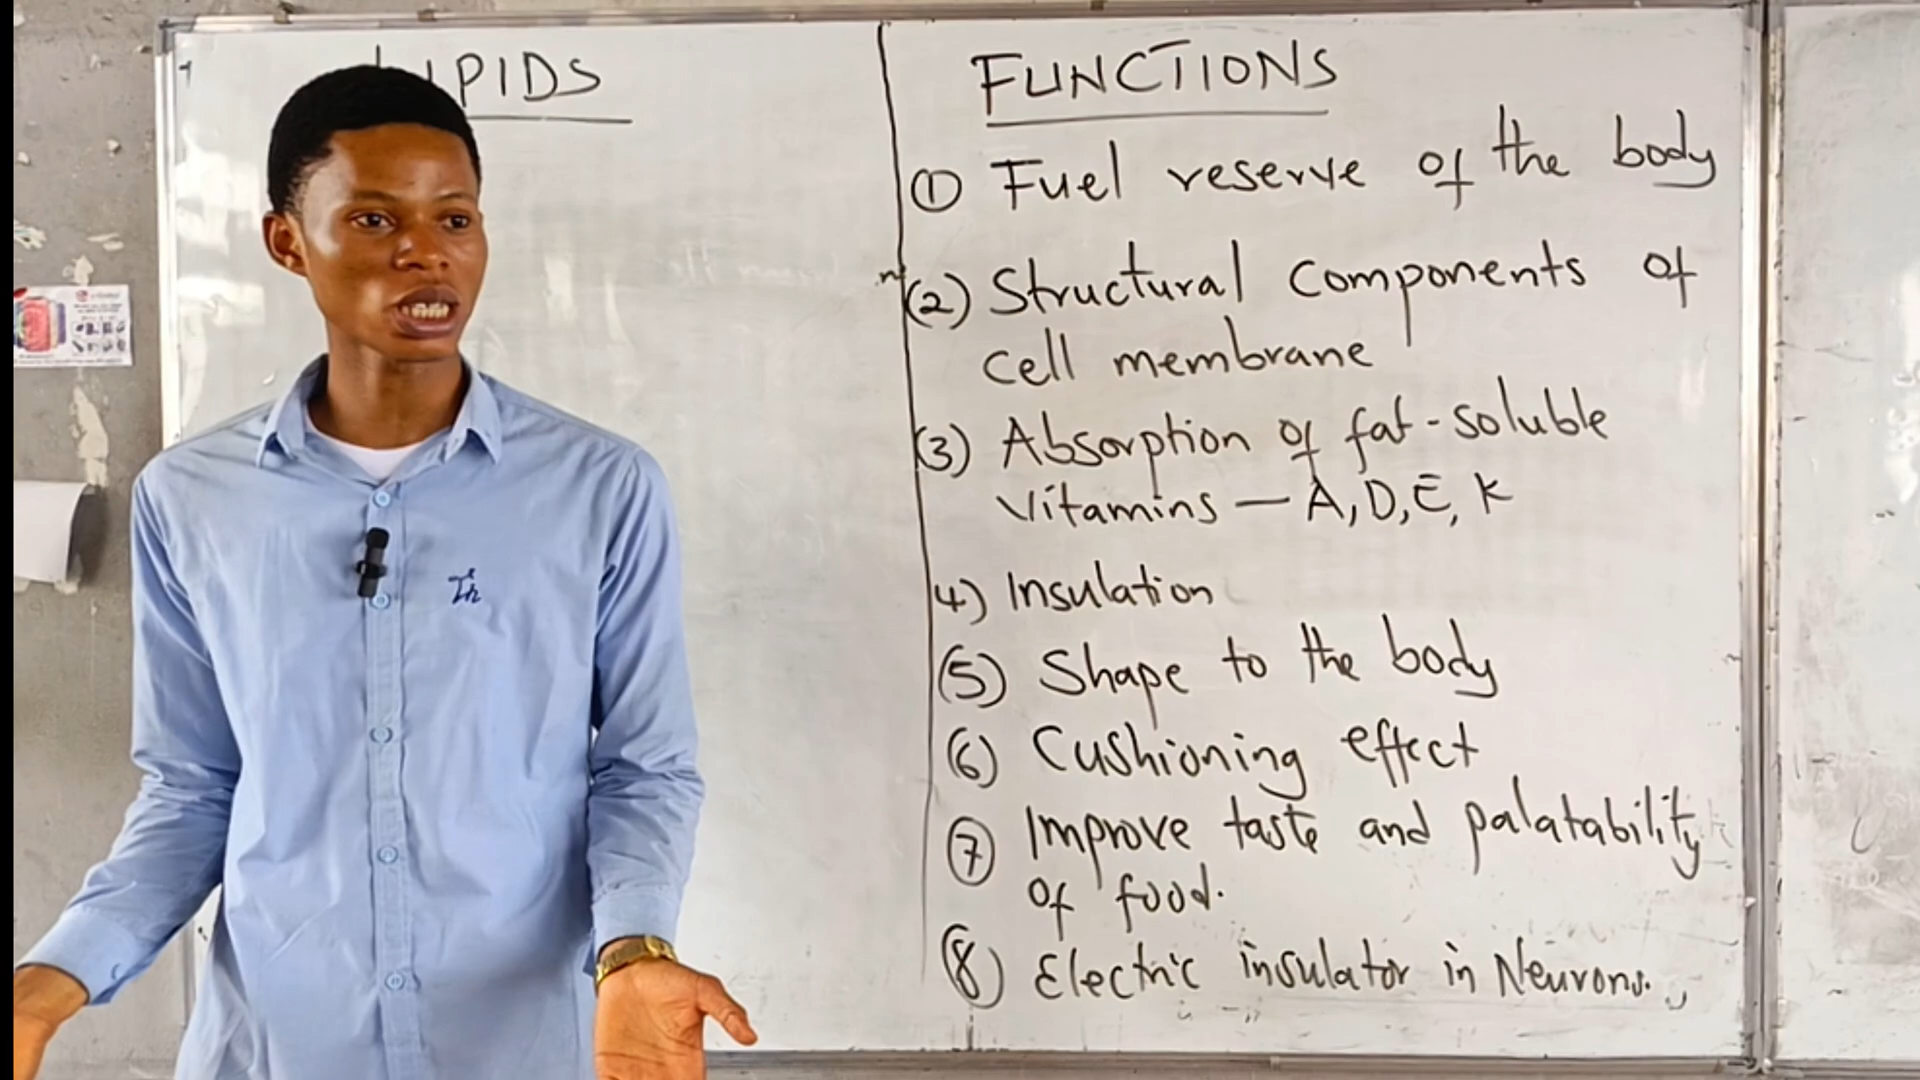 LIPIDS
FUNCTIONS
① Fuel reserve of the body
(2) Structural components of
cell membrane
(3) Absorption of fat-soluble
vitamins — A, D, E, K
4) Insulation
(5) Shape to the body
(6) Cushioning effect
⑦ Improve taste and palatability
of food.
⑧ Electric insulator in Neurons.